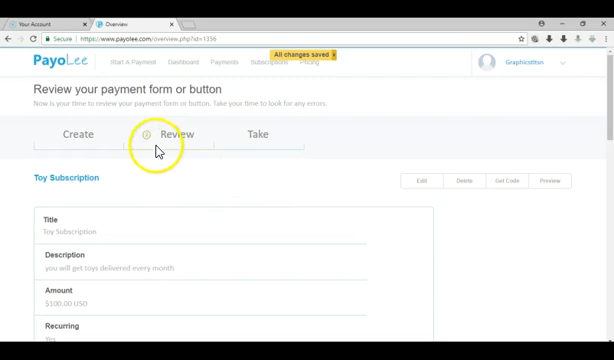 Your Account
Overview
Secure
https://www.payolee.com/overview.php?id=1356
All changes saved x
PayoLee
Start A Payment Dashboard Payments Subscriptions Pricing
Graphicstitsn
Review your payment form or button
Now is your time to review your payment form or button. Take your time to look for any errors.
Create Review Take
Toy Subscription
Edit Delete Get Code Preview
Title
Toy Subscription
Description
you will get toys delivered every month
Amount
$100.00 USD
Recurring
Yes